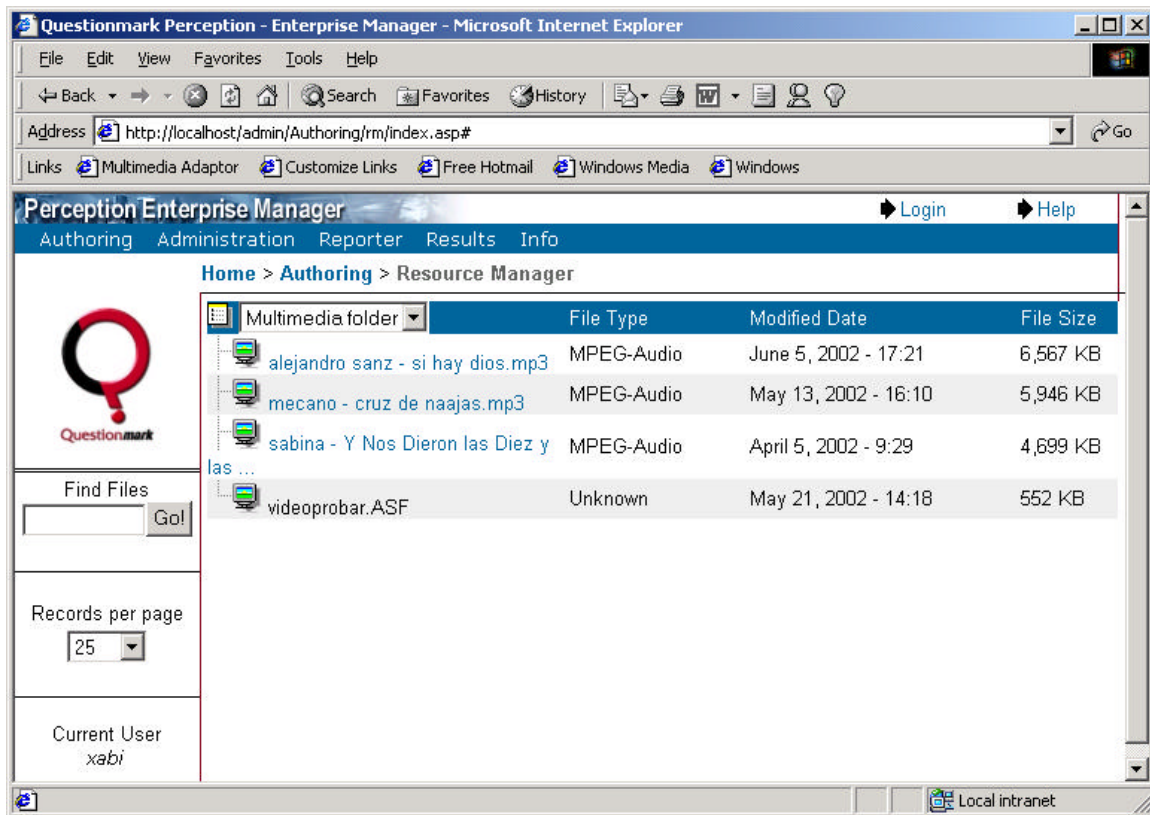 Questionmark Perception - Enterprise Manager - Microsoft Internet Explorer
File Edit View Favorites Tools Help
Back Search Favorites History
Address http://localhost/admin/Authoring/rm/index.asp# Go
Links Multimedia Adaptor Customize Links Free Hotmail Windows Media Windows
Perception Enterprise Manager Login Help
Authoring Administration Reporter Results Info
Home > Authoring > Resource Manager
Multimedia folder File Type Modified Date File Size
alejandro sanz - si hay dios.mp3 MPEG-Audio June 5, 2002 - 17:21 6,567 KB
mecano - cruz de naajas.mp3 MPEG-Audio May 13, 2002 - 16:10 5,946 KB
sabina - Y Nos Dieron las Diez y MPEG-Audio April 5, 2002 - 9:29 4,699 KB
las ...
videoprobar.ASF Unknown May 21, 2002 - 14:18 552 KB
Questionmark
Find Files
Go!
Records per page
25
Current User
xabi
Local intranet